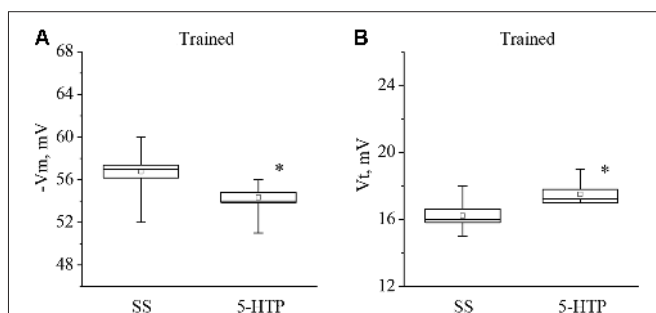 A
Trained
-Vm, mV
68
64
60
56
52
48
SS
5-HTP
*
B
Trained
Vt, mV
24
20
16
12
SS
5-HTP
*